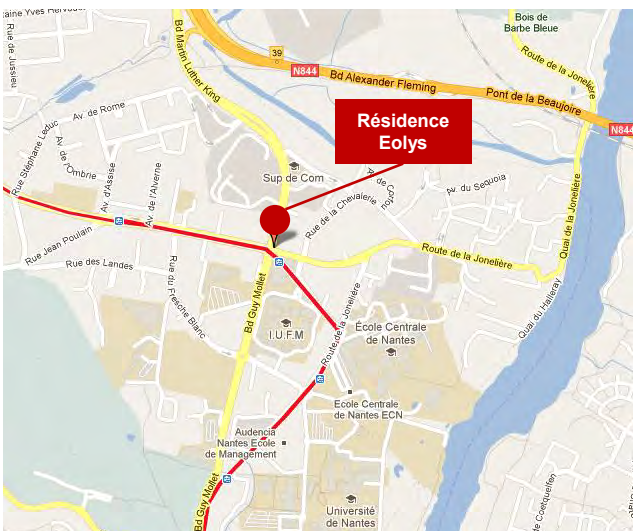 Bois de
Barbe Bleue
Rue de Jussieu
Bd Martin Luther King
39
N844
Route de la Jonelière
Bd Alexander Fleming
Pont de la Beaujoire
N844
Résidence
Eolys
Av. de Rome
Rue Stéphane Leduc
Av. de l'Ombrie
Av. d'Assise
Av. de l'Alverne
Sup de Com
Rue de la Chevalerie
Av. du Sequoia
Quai de la Jonelière
Rue Jean Poulain
Rue des Landes
Rue du Fresche Blanc
Bd Guy Mollet
Route de la Jonelière
Quai du Halleray
I.U.F.M
Route de la Jonelière
École Centrale
de Nantes
Ecole Centrale
de Nantes ECN
Audencia
Nantes Ecole
de Management
Bd Guy Mollet
Université
de Nantes
de Coetquelfen